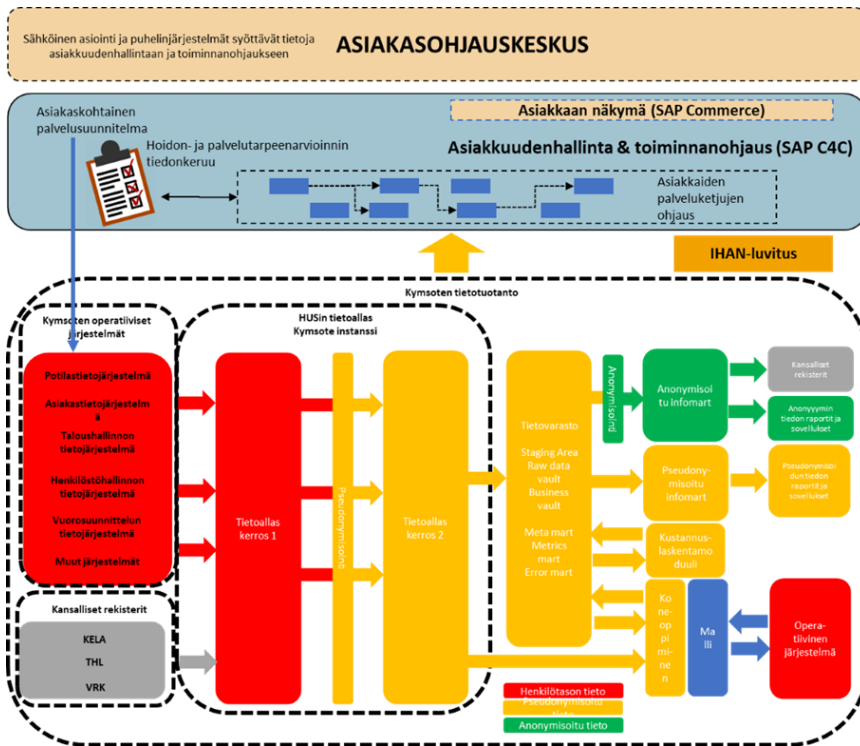 Sähköinen asiointi ja puhelinjärjestelmät syöttävät tietoja
asiakkuudenhallintaan ja toiminnanohjaukseen
ASIAKASOHJAUSKESKUS
Asiakaskohtainen
palvelusuunnitelma
Asiakkaan näkymä (SAP Commerce)
Hoidon- ja palvelutarpeenarvioinnin
tiedonkeruu
Asiakkuudenhallinta & toiminnanohjaus (SAP C4C)
Asiakkaiden
palveluketjujen
ohjaus
IHAN-luvitus
Kymsoten tietotuotanto
Kymsoten operatiiviset
järjestelmät
HUSin tietoallas
Kymsote instanssi
Potilastietojärjestelmä
Asiakastietojärjestelm
ä
Taloushallinnon
tietojärjestelmä
Henkilöstöhallinnon
tietojärjestelmä
Vuorosuunnittelun
tietojärjestelmä
Muut järjestelmät
Kansalliset rekisterit
KELA
THL
VRK
Tietoallas
kerros 1
Pseudonymisointi
Tietoallas
kerros 2
Tietovarasto
Staging Area
Raw data
vault
Business
vault
Meta mart
Metrics
mart
Error mart
Anonymisointi
Anonymisoi
tu infomart
Kansalliset
rekisterit
Anonyymin
tiedon raportit ja
sovellukset
Pseudony-
misoitu
infomart
Pseudonymisoi
dun tiedon
raportit ja
sovellukset
Kustannus-
laskentamo
duuli
Ko
ne-
op
pi
mi-
ne
n
Ma
lli
Opera-
tiivinen
järjestelmä
Henkilötason tieto
Pseudonymisoitu
tieto
Anonymisoitu tieto